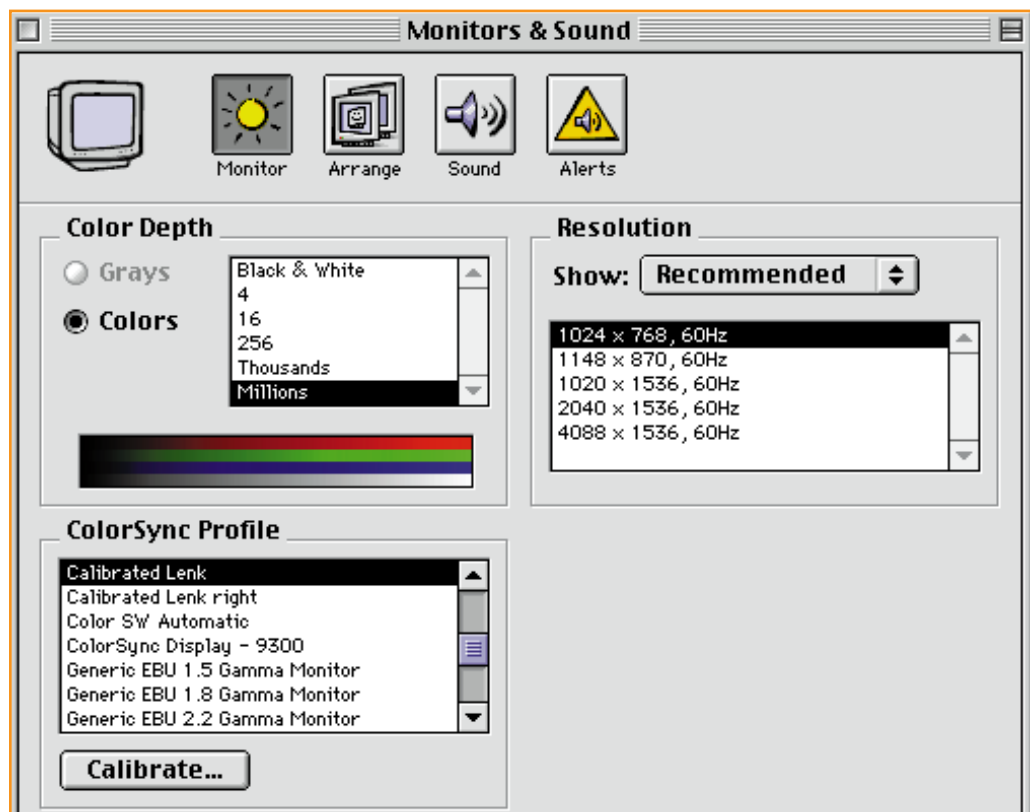 Monitors & Sound
Monitor
Arrange
Sound
Alerts
Color Depth
Grays
Colors
Black & White
4
16
256
Thousands
Millions
Resolution
Show: Recommended
1024 x 768, 60Hz
1148 x 870, 60Hz
1020 x 1536, 60Hz
2040 x 1536, 60Hz
4088 x 1536, 60Hz
ColorSync Profile
Calibrated Lenk
Calibrated Lenk right
Color SW Automatic
ColorSync Display - 9300
Generic EBU 1.5 Gamma Monitor
Generic EBU 1.8 Gamma Monitor
Generic EBU 2.2 Gamma Monitor
Calibrate...